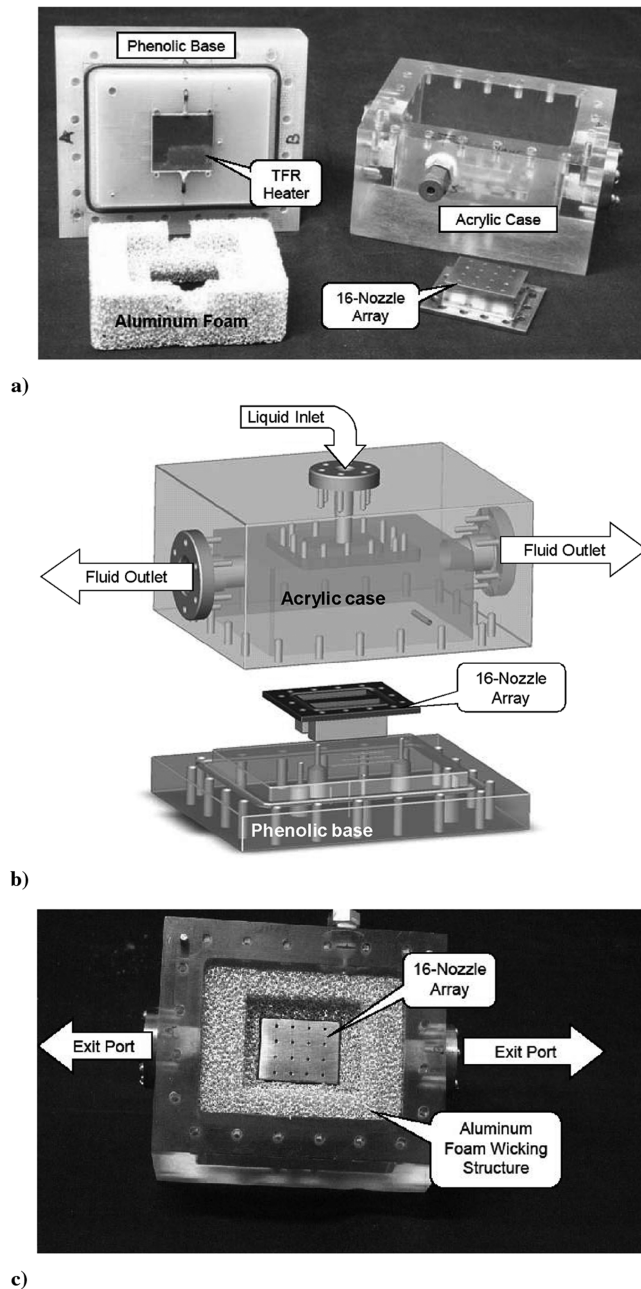 Phenolic Base
A
B
TFR
Heater
Acrylic Case
16-Nozzle
Array
Aluminum Foam
a)
Liquid Inlet
Fluid Outlet
Fluid Outlet
Acrylic case
16-Nozzle
Array
Phenolic base
b)
16-Nozzle
Array
Exit Port
Exit Port
Aluminum
Foam Wicking
Structure
c)